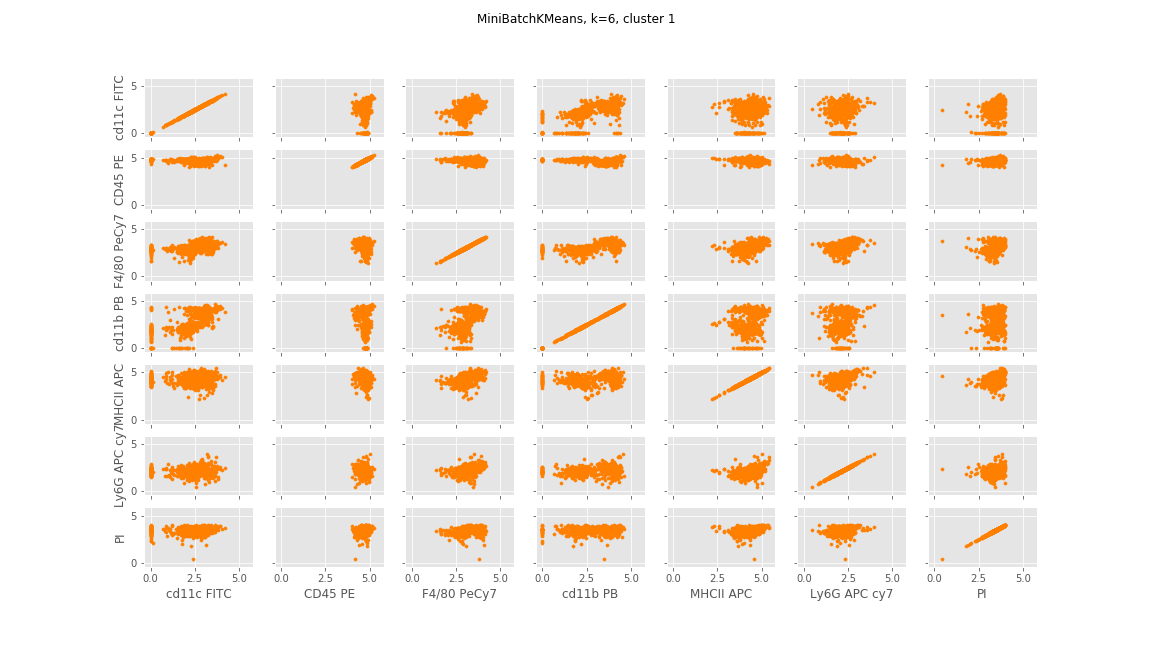 MiniBatchKMeans, k=6, cluster 1
cd11c FITC
5
0
CD45 PE
5
0
F4/80 PeCy7
5
0
cd11b PB
5
0
MHCII APC
5
0
Ly6G APC cy7
5
0
PI
5
0
0.0 2.5 5.0 0.0 2.5 5.0 0.0 2.5 5.0 0.0 2.5 5.0 0.0 2.5 5.0 0.0 2.5 5.0 0.0 2.5 5.0
cd11c FITC CD45 PE F4/80 PeCy7 cd11b PB MHCII APC Ly6G APC cy7 PI